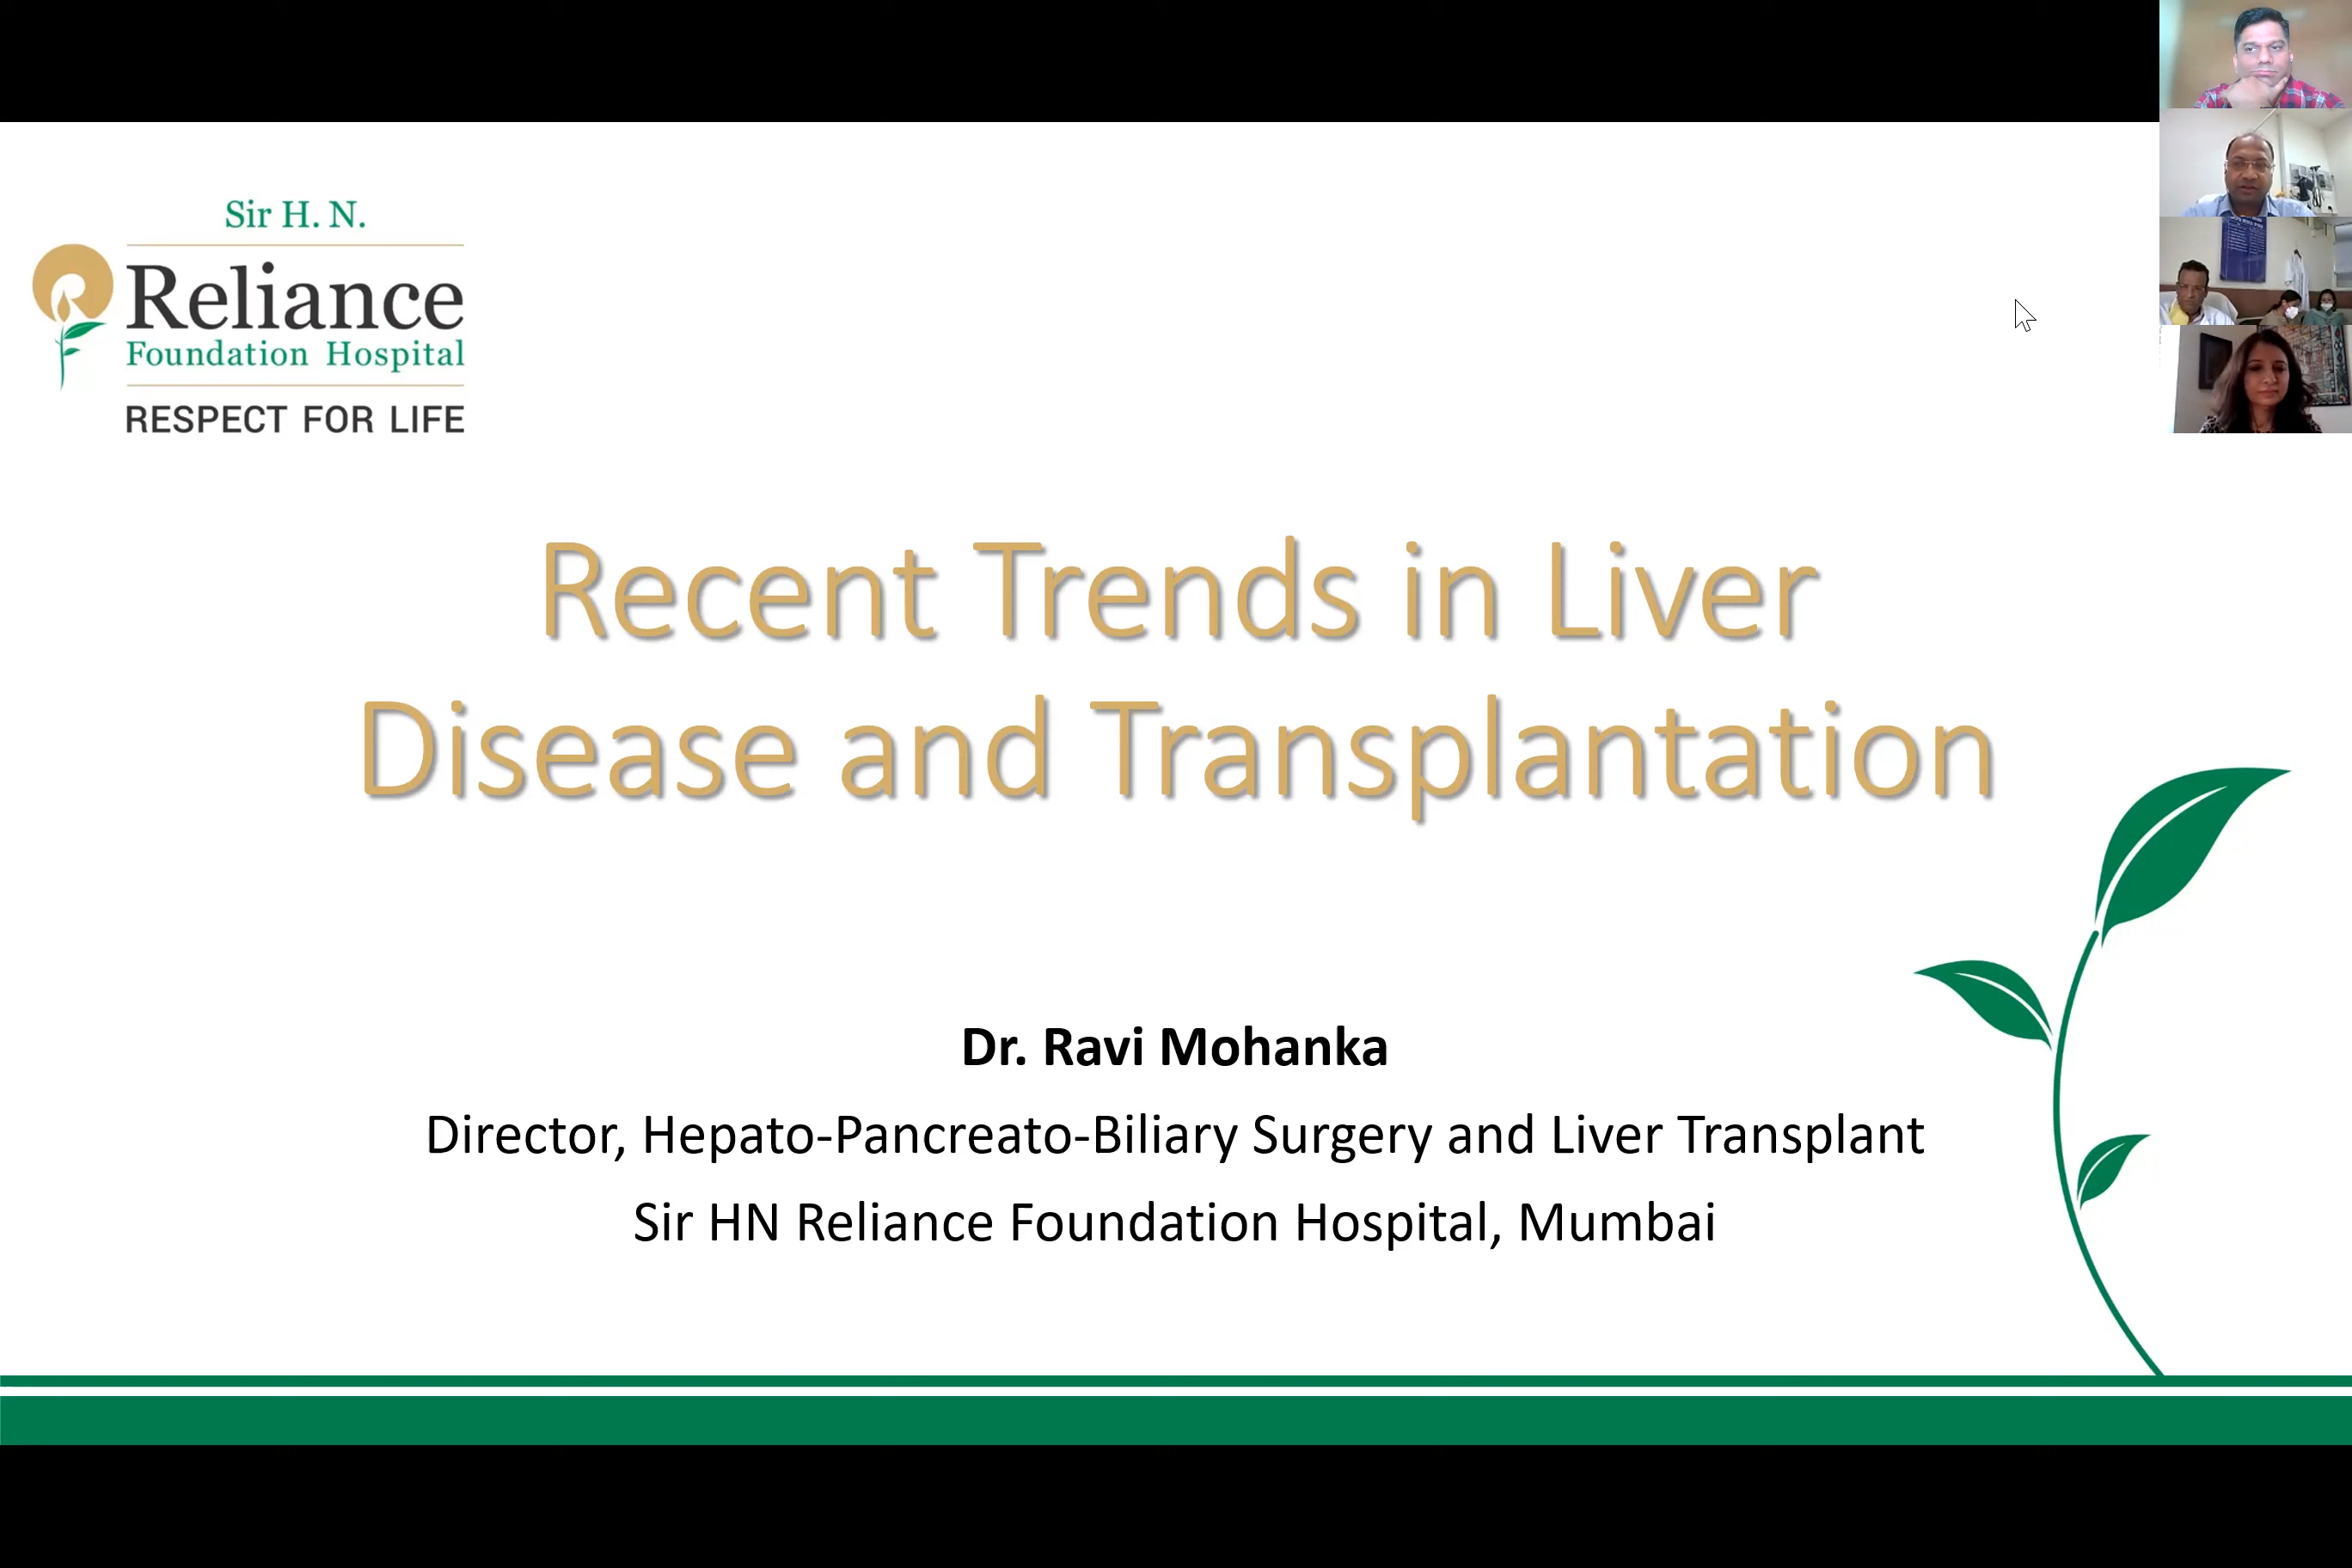 Sir H. N.
Reliance
Foundation Hospital
RESPECT FOR LIFE
Recent Trends in Liver
Disease and Transplantation
Dr. Ravi Mohanka
Director, Hepato-Pancreato-Biliary Surgery and Liver Transplant
Sir HN Reliance Foundation Hospital, Mumbai